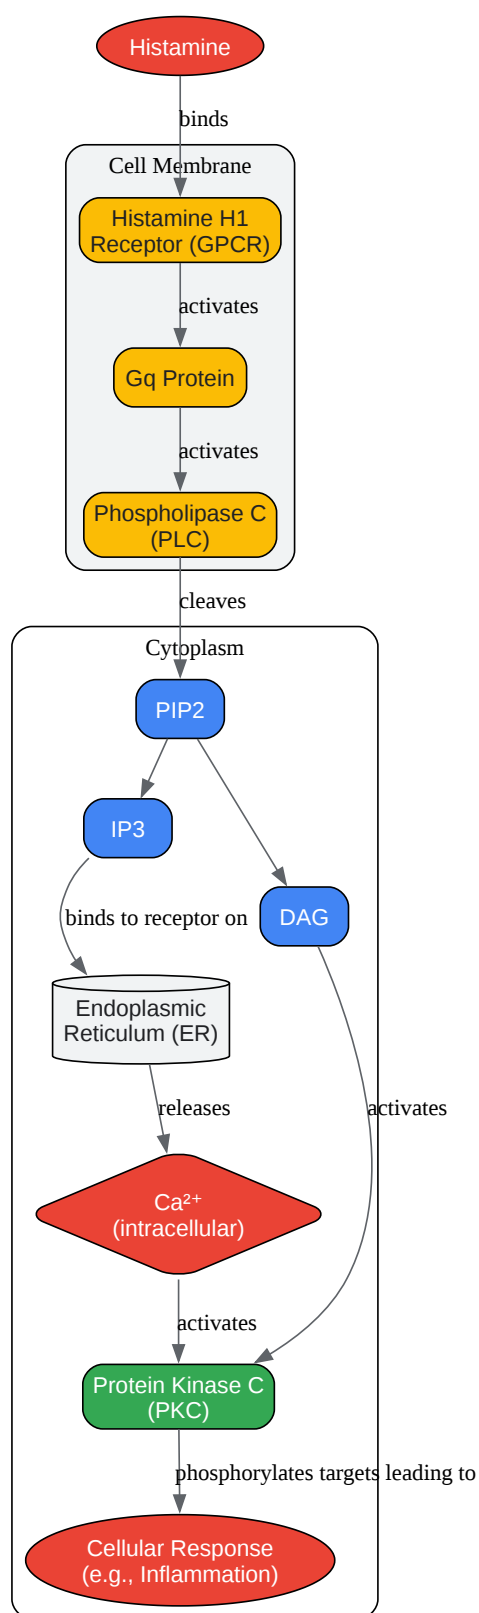 Histamine
binds
Cell Membrane
Histamine H1
Receptor (GPCR)
activates
Gq Protein
activates
Phospholipase C
(PLC)
cleaves
Cytoplasm
PIP2
IP3
DAG
binds to receptor on
Endoplasmic
Reticulum (ER)
releases
activates
Ca²⁺
(intracellular)
activates
Protein Kinase C
(PKC)
phosphorylates targets leading to
Cellular Response
(e.g., Inflammation)